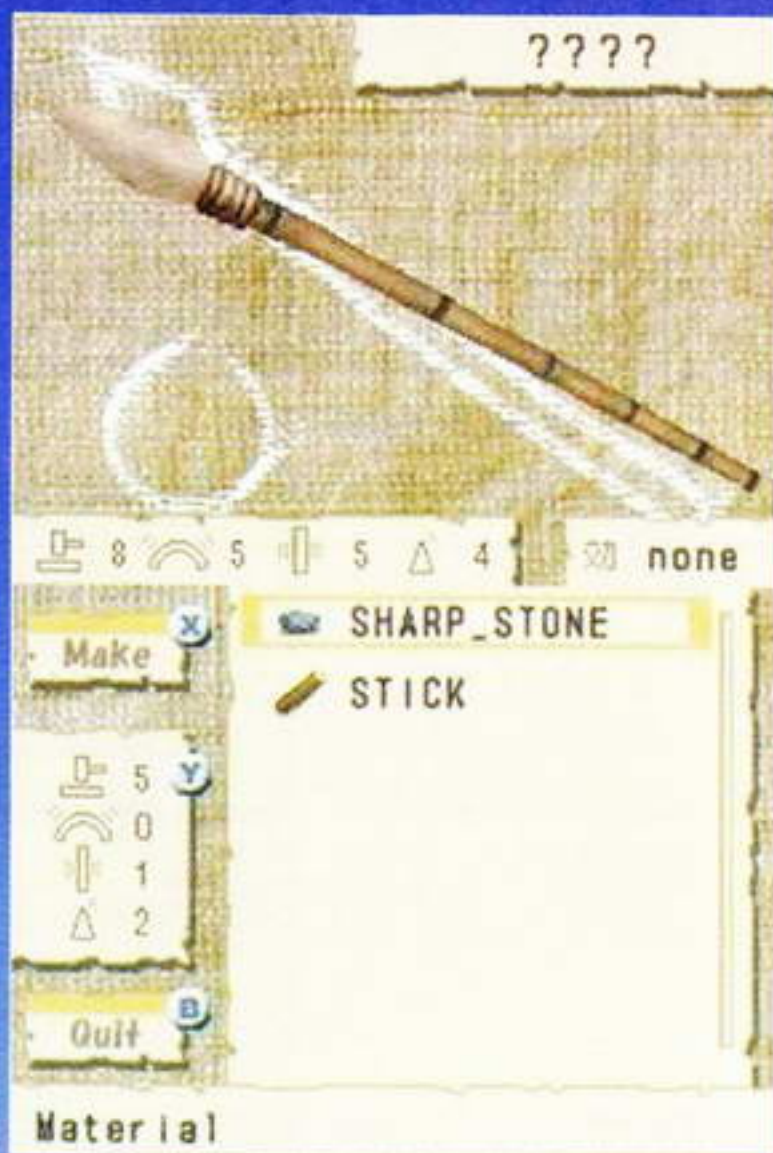 ????
8 5 5 4 none
X
Make
SHARP_STONE
STICK
Y
5
0
1
2
B
Quit
Material